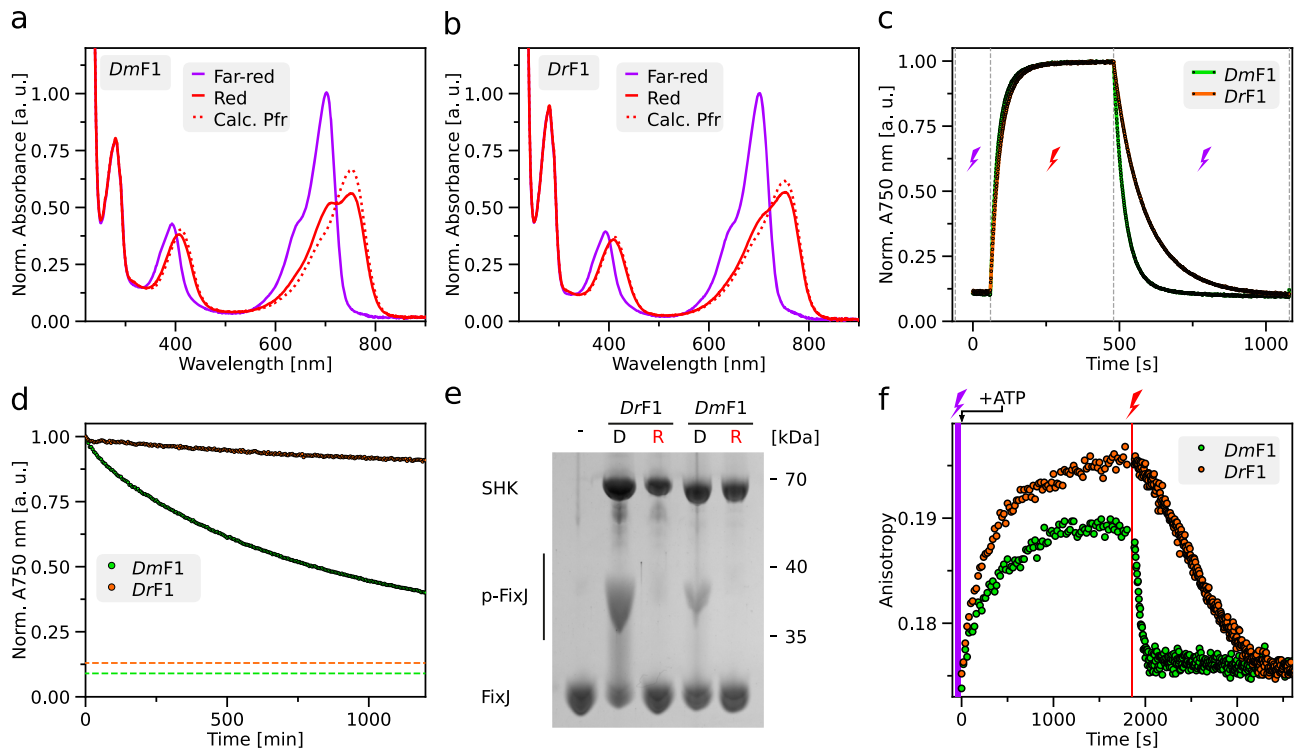 a
DmF1
Far-red
Red
Calc. Pfr
Norm. Absorbance [a. u.]
1.00
0.75
0.50
0.25
0.00
400
600
800
Wavelength [nm]
b
DrF1
Far-red
Red
Calc. Pfr
Norm. Absorbance [a. u.]
1.00
0.75
0.50
0.25
0.00
400
600
800
Wavelength [nm]
c
DmF1
DrF1
Norm. A750 nm [a. u.]
1.00
0.75
0.50
0.25
0.00
0
500
1000
Time [s]
d
Norm. A750 nm [a. u.]
1.00
0.75
0.50
0.25
0.00
DmF1
DrF1
0
500
1000
Time [min]
e
DrF1 DmF1
- D R D R [kDa]
SHK
- 70
- 40
p-FixJ
- 35
FixJ
f
+ATP
DmF1
DrF1
Anisotropy
0.19
0.18
0
1000
2000
3000
Time [s]